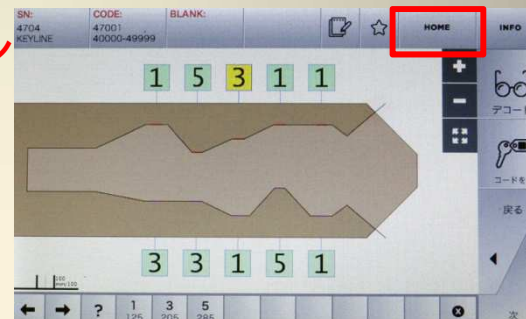 SN:
4704
KEYLINE
CODE:
47001
40000-49999
BLANK:
HOME
INFO
1 5 3 1 1
+
-
デコード
コードを
戻る
3 3 1 5 1
100
mm/100
← → ?
1
125
3
205
5
285
次